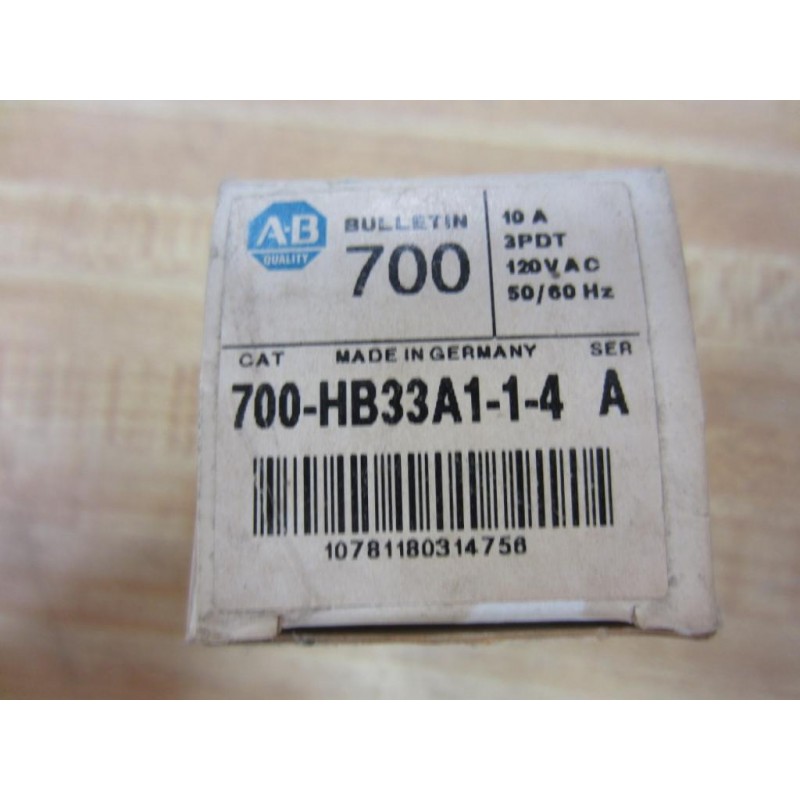 A-B
QUALITY
BULLETIN
700
10 A
3PDT
120V AC
50/60 Hz
CAT MADE IN GERMANY SER
700-HB33A1-1-4 A
10781180314756